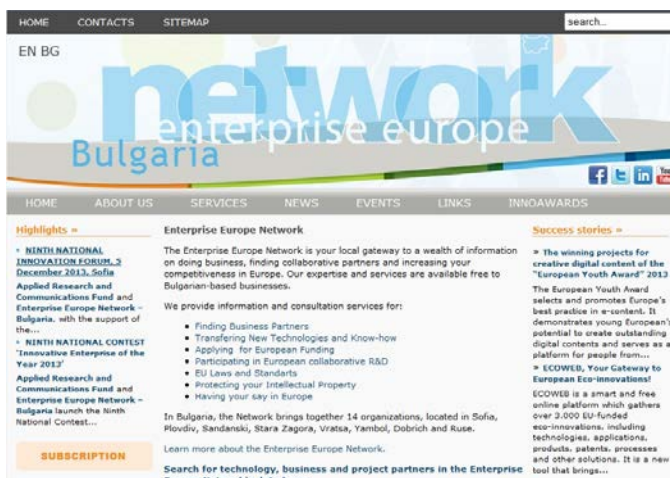 HOME CONTACTS SITEMAP search...
EN BG
network
enterprise europe
Bulgaria
HOME ABOUT US SERVICES NEWS EVENTS LINKS INNOAWARDS
Highlights »
NINTH NATIONAL
INNOVATION FORUM, 5
December 2013, Sofia
Applied Research and
Communications Fund and
Enterprise Europe Network –
Bulgaria, with the support of
the...
NINTH NATIONAL CONTEST
'Innovative Enterprise of the
Year 2013'
Applied Research and
Communications Fund and
Enterprise Europe Network –
Bulgaria launch the Ninth
National Contest...
SUBSCRIPTION
Enterprise Europe Network
The Enterprise Europe Network is your local gateway to a wealth of information
on doing business, finding collaborative partners and increasing your
competitiveness in Europe. Our expertise and services are available free to
Bulgarian-based businesses.
We provide information and consultation services for:
Finding Business Partners
Transfering New Technologies and Know-how
Applying for European Funding
Participating in European collaborative R&D
EU Laws and Standarts
Protecting your Intellectual Property
Having your say in Europe
In Bulgaria, the Network brings together 14 organizations, located in Sofia,
Plovdiv, Sandanski, Stara Zagora, Vratsa, Yambol, Dobrich and Ruse.
Learn more about the Enterprise Europe Network.
Search for technology, business and project partners in the Enterprise
Success stories »
» The winning projects for
creative digital content of the
"European Youth Award" 2013
The European Youth Award
selects and promotes Europe's
best practice in e-content. It
demonstrates young European's
potential to create outstanding
digital contents and serves as a
platform for people from...
» ECOWEB, Your Gateway to
European Eco-innovations!
ECOWEB is a smart and free
online platform which gathers
over 3.000 EU-funded
eco-innovations, including
technologies, applications,
products, patents, processes
and other solutions. It is a new
tool that brings...